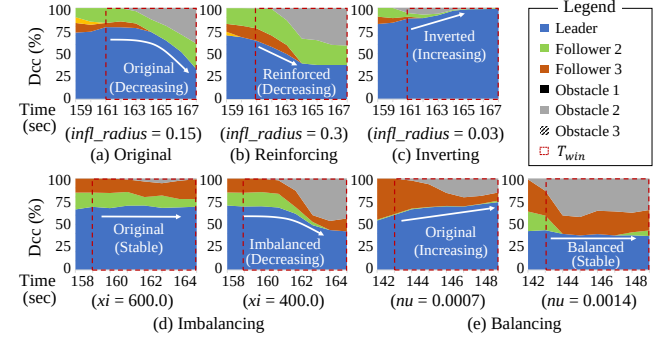 Dcc (%)
100
75
50
25
0
Original
(Decreasing)
Reinforced
(Decreasing)
Inverted
(Increasing)
Time
(sec)
159 161 163 165 167
159 161 163 165 167
159 161 163 165 167
(infl_radius = 0.15)
(infl_radius = 0.3)
(infl_radius = 0.03)
(a) Original
(b) Reinforcing
(c) Inverting
Legend
Leader
Follower 2
Follower 3
Obstacle 1
Obstacle 2
Obstacle 3
T_win
Dcc (%)
100
75
50
25
0
Original
(Stable)
Imbalanced
(Decreasing)
100
75
50
25
0
Original
(Increasing)
Balanced
(Stable)
Time
(sec)
158 160 162 164
158 160 162 164
142 144 146 148
142 144 146 148
(xi = 600.0)
(xi = 400.0)
(nu = 0.0007)
(nu = 0.0014)
(d) Imbalancing
(e) Balancing